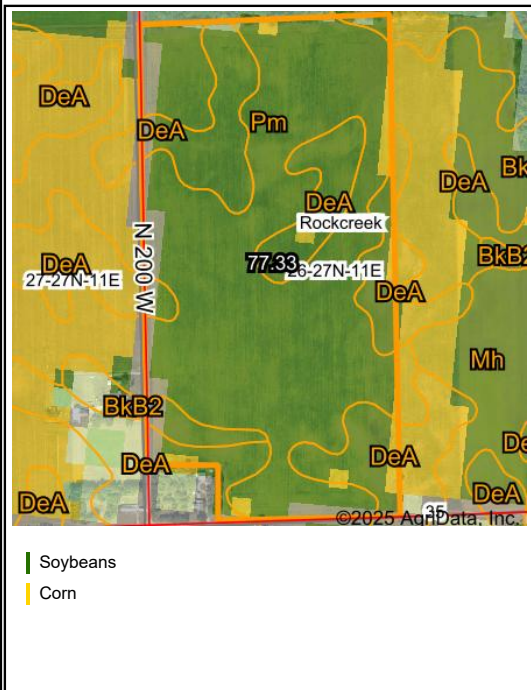 DeA
DeA
Pm
Bk
DeA
DeA
Rockcreek
N 200 W
BkB2
DeA
77.33
27-27N-11E
26-27N-11E
DeA
Mh
BkB2
DeA
DeA
De
DeA
DeA
35
©2025 AgriData, Inc.
Soybeans
Corn